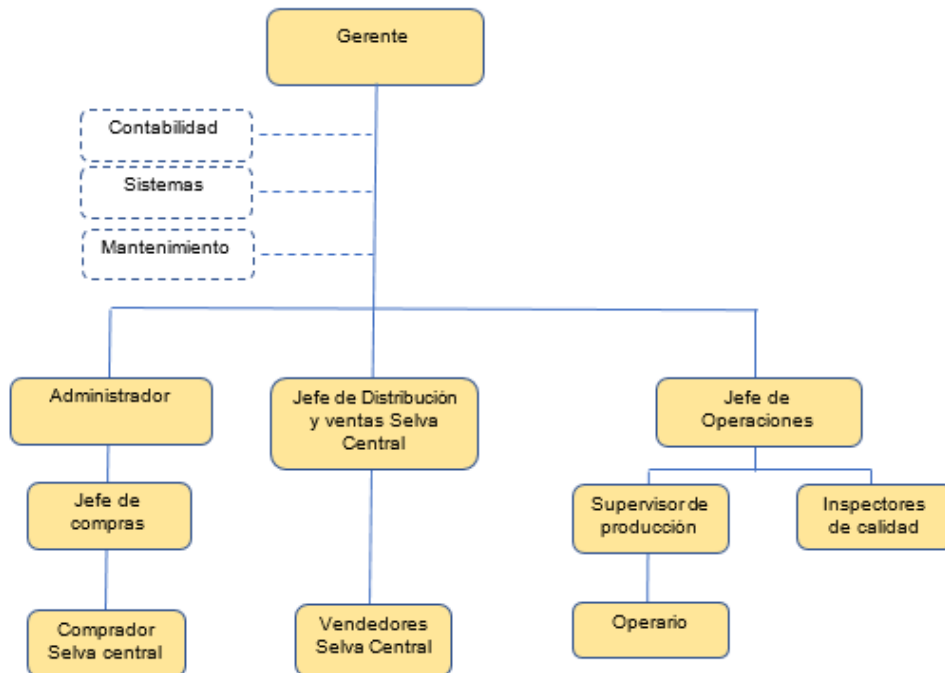 Gerente
Contabilidad
Sistemas
Mantenimiento
Administrador
Jefe de Distribución
y ventas Selva
Central
Jefe de
Operaciones
Jefe de
compras
Supervisor de
producción
Inspectores
de calidad
Comprador
Selva central
Vendedores
Selva Central
Operario